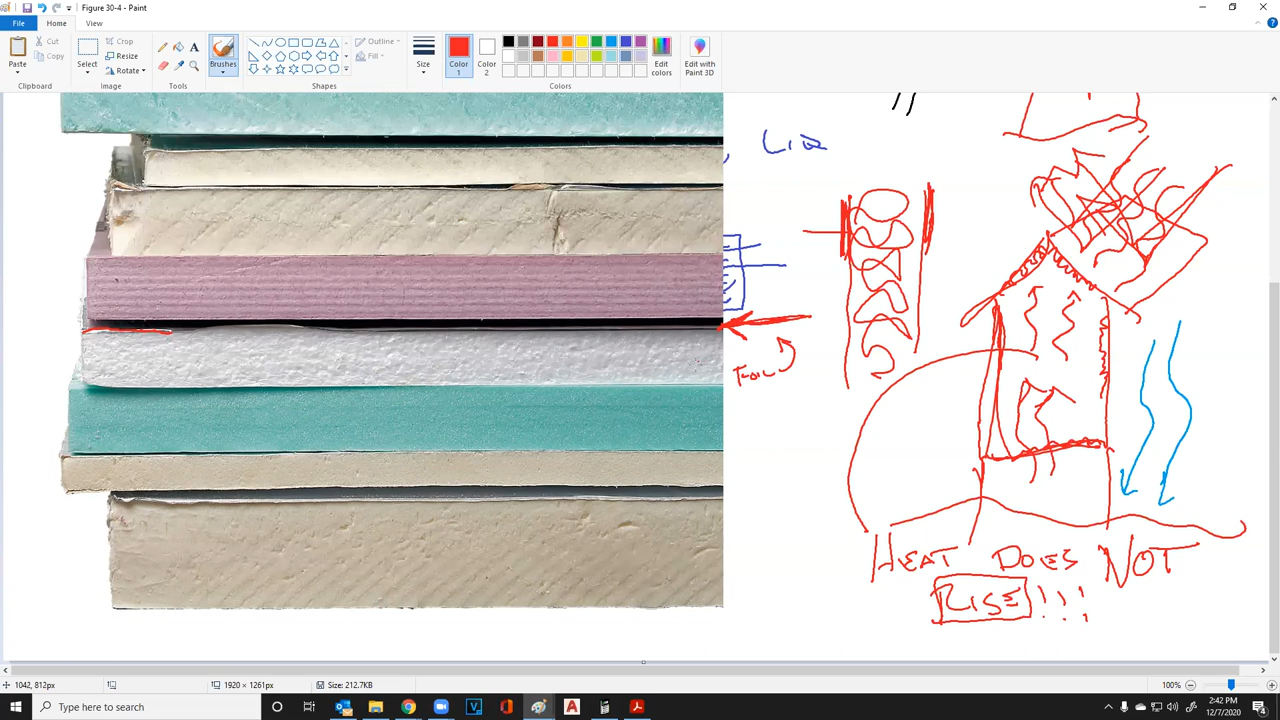 Figure 30-4 - Paint
File
Home
View
Paste
Cut
Copy
Clipboard
Select
Crop
Resize
Rotate
Image
Tools
Brushes
Shapes
Outline
Fill
Size
Color 1
Color 2
Edit colors
Colors
Edit with Paint 3D
HEAT DOES NOT
RISE!!!
1042, 812px
1920 × 1261px
Size: 212.7KB
100%
Type here to search
2:42 PM
12/7/2020